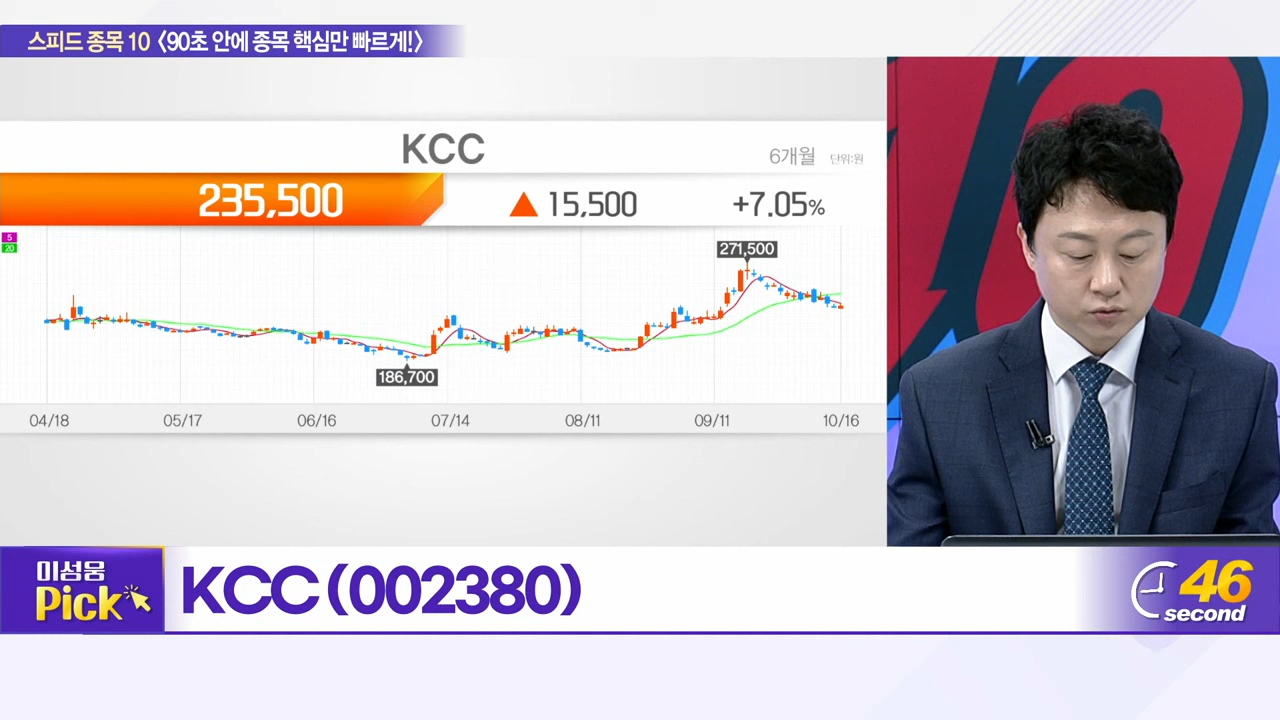 스피드 종목 10 〈90초 안에 종목 핵심만 빠르게!〉
KCC
6개월 단위:원
235,500 ▲ 15,500 +7.05%
5
20
271,500
186,700
04/18 05/17 06/16 07/14 08/11 09/11 10/16
이성웅
Pick
KCC(002380)
46
second